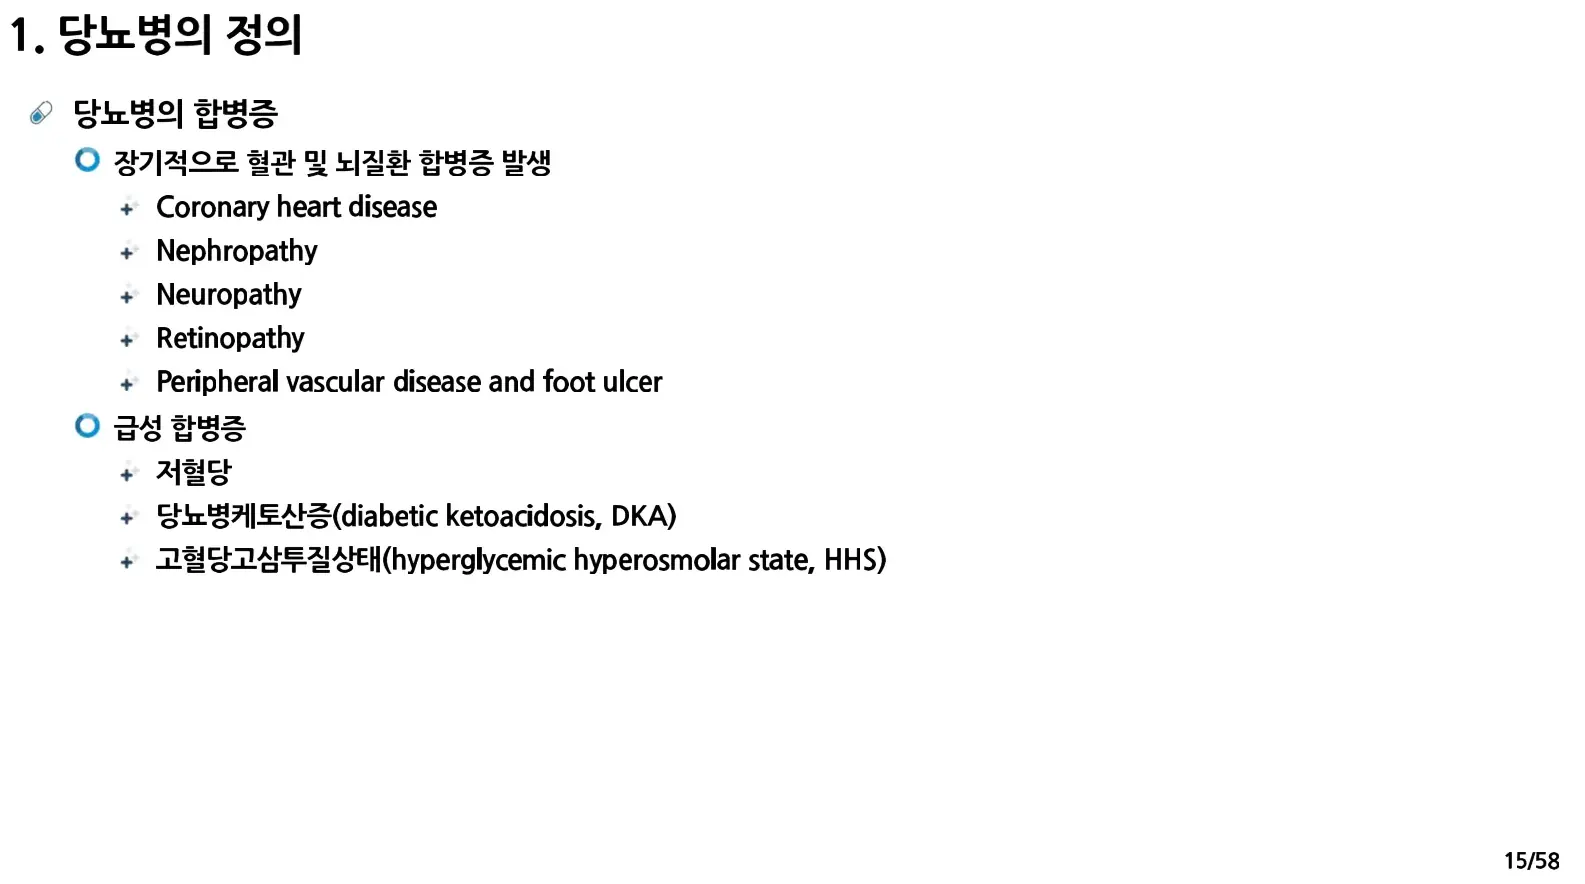 1. 당뇨병의 정의
당뇨병의 합병증
장기적으로 혈관 및 뇌질환 합병증 발생
Coronary heart disease
Nephropathy
Neuropathy
Retinopathy
Peripheral vascular disease and foot ulcer
급성 합병증
저혈당
당뇨병케토산증(diabetic ketoacidosis, DKA)
고혈당고삼투질상태(hyperglycemic hyperosmolar state, HHS)
15/58